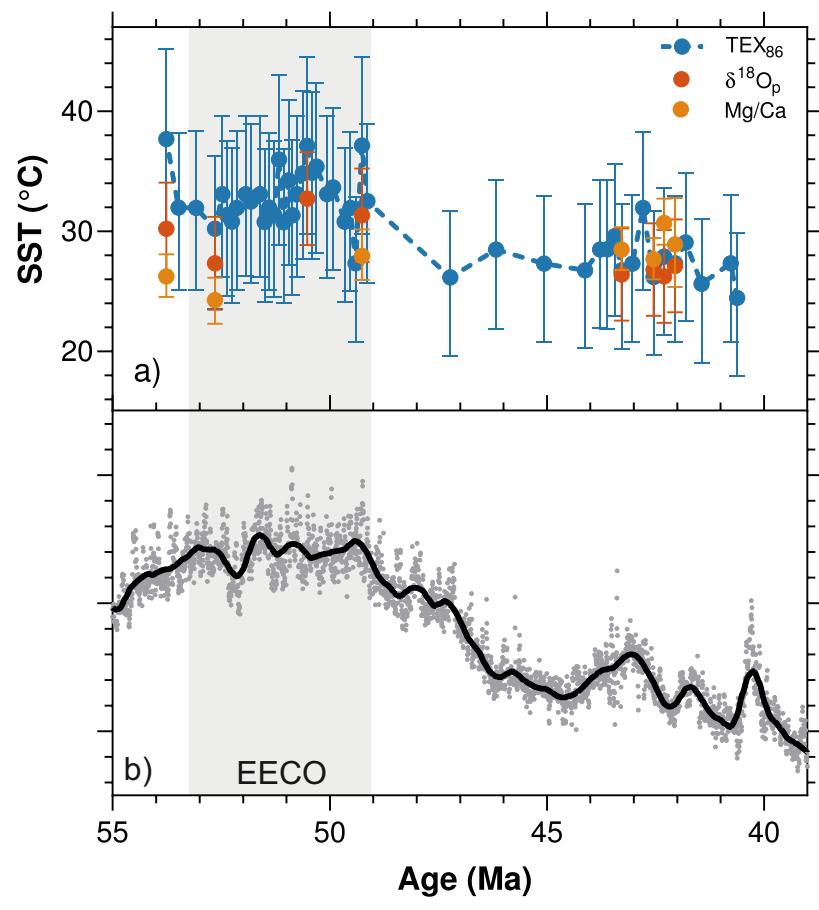 TEX₈₆
δ¹⁸Oₚ
Mg/Ca
40
30
20
SST (°C)
a)
b)
EECO
55
50
45
40
Age (Ma)